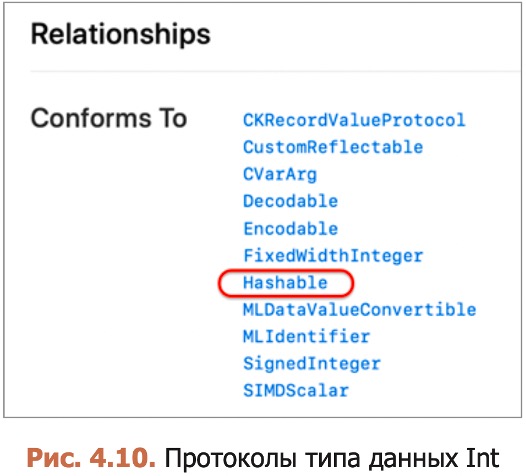 Relationships
Conforms To
CKRecordValueProtocol
CustomReflectable
CVarArg
Decodable
Encodable
FixedWidthInteger
Hashable
MLDataValueConvertible
MLIdentifier
SignedInteger
SIMDScalar
Рис. 4.10. Протоколы типа данных Int